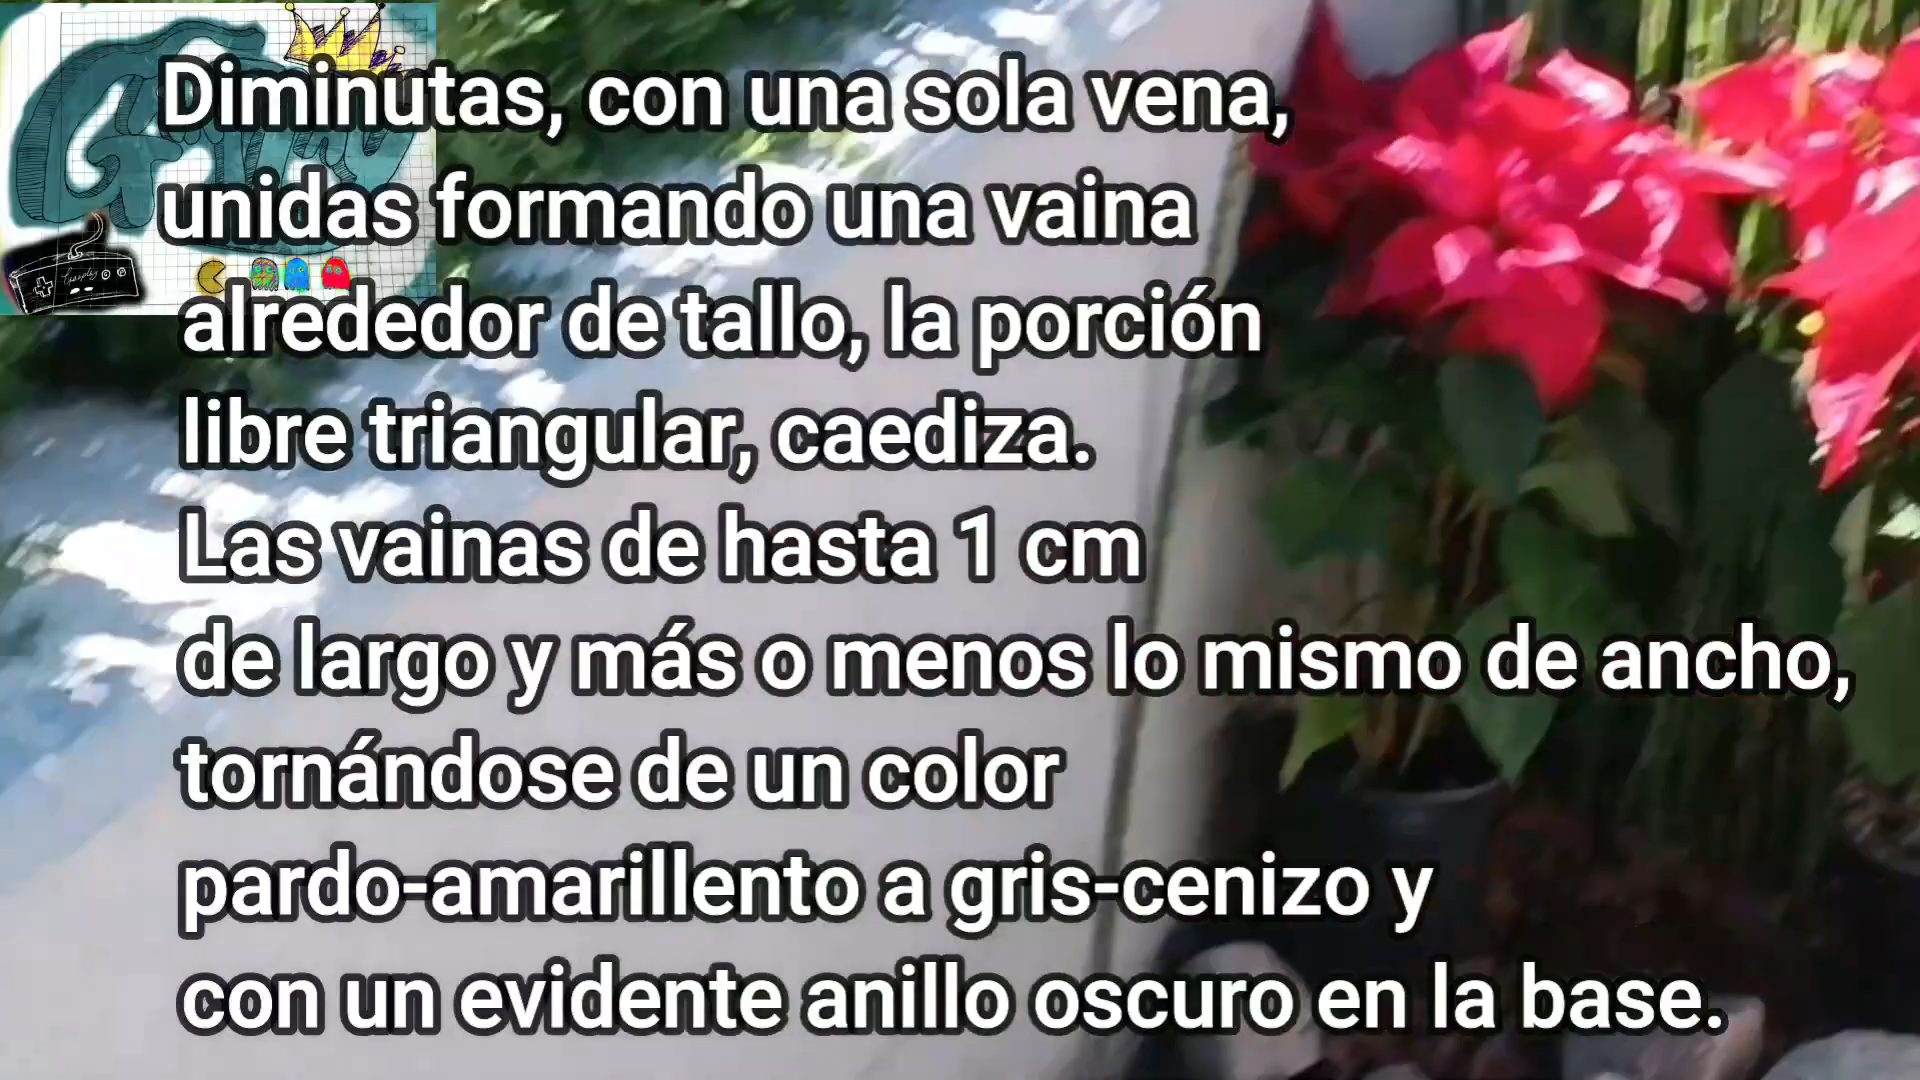 Diminutas, con una sola vena,
unidas formando una vaina
alrededor de tallo, la porción
libre triangular, caediza.
Las vainas de hasta 1 cm
de largo y más o menos lo mismo de ancho,
tornándose de un color
pardo-amarillento a gris-cenizo y
con un evidente anillo oscuro en la base.